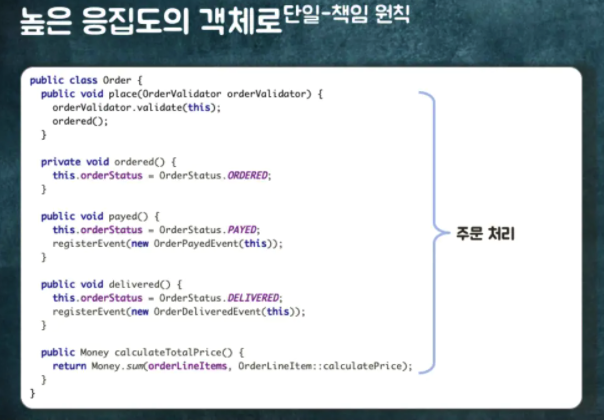 높은 응집도의 객체로단일-책임 원칙
public class Order {
public void place(OrderValidator orderValidator) {
orderValidator.validate(this);
ordered();
}
private void ordered() {
this.orderStatus = OrderStatus.ORDERED;
}
public void payed() {
this.orderStatus = OrderStatus.PAYED;
registerEvent(new OrderPayedEvent(this));
}
public void delivered() {
this.orderStatus = OrderStatus.DELIVERED;
registerEvent(new OrderDeliveredEvent(this));
}
public Money calculateTotalPrice() {
return Money.sum(orderLineItems, OrderLineItem::calculatePrice);
}
}
주문 처리